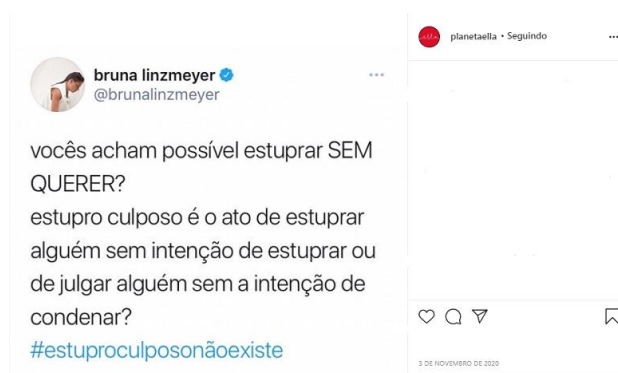 bruna linzmeyer
@brunalinzmeyer
vocês acham possível estuprar SEM
QUERER?
estupro culposo é o ato de estuprar
alguém sem intenção de estuprar ou
de julgar alguém sem a intenção de
condenar?
#estuproculposonãoexiste
planetaella • Seguindo
3 DE NOVEMBRO DE 2020